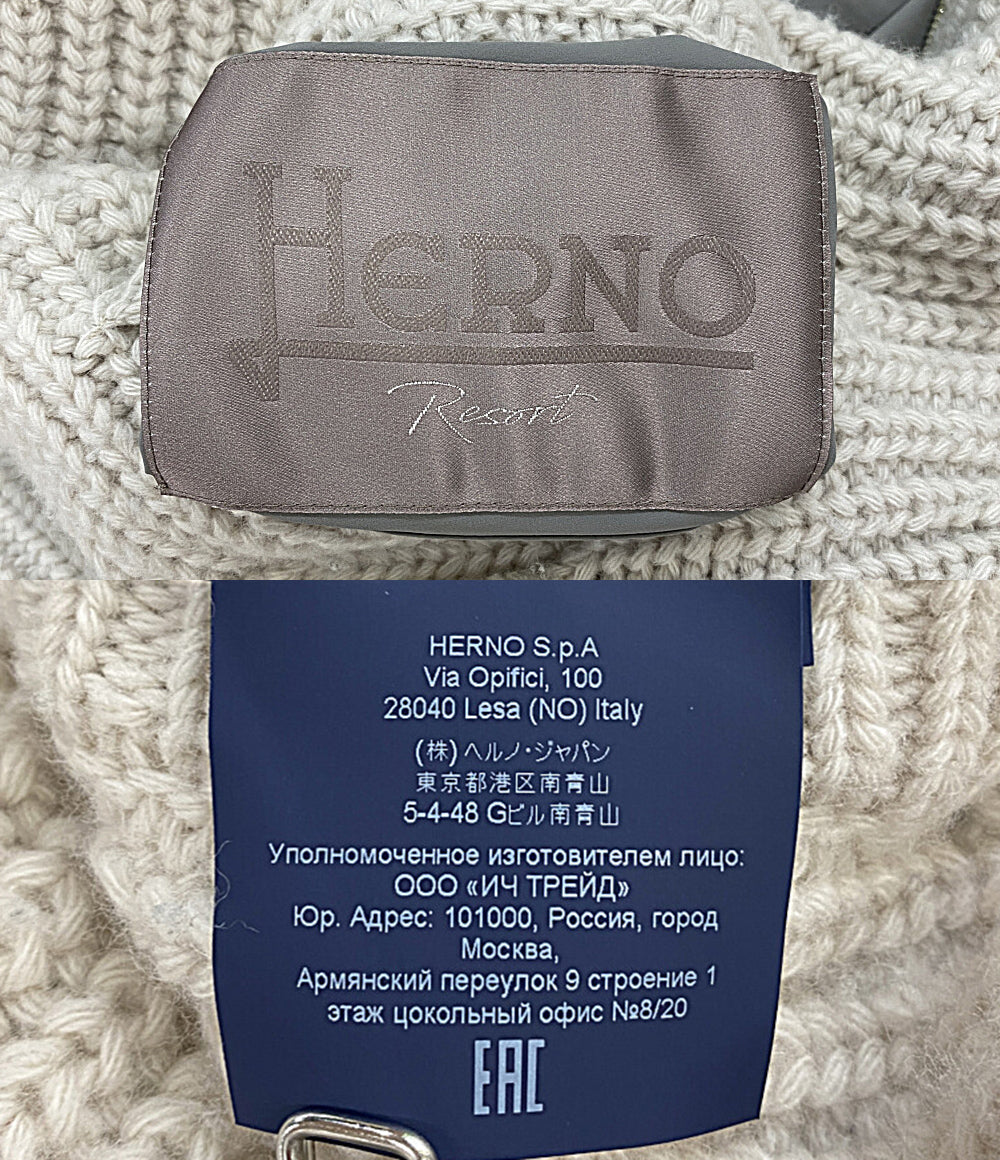 HERNO
Resort
HERNO S.p.A
Via Opifici, 100
28040 Lesa (NO) Italy
(株)ヘルノ・ジャパン
東京都港区南青山
5-4-48 Gビル南青山
Уполномоченное изготовителем лицо:
ООО «ИЧ ТРЕЙД»
Юр. Адрес: 101000, Россия, город
Москва,
Армянский переулок 9 строение 1
этаж цокольный офис №8/20
EAC